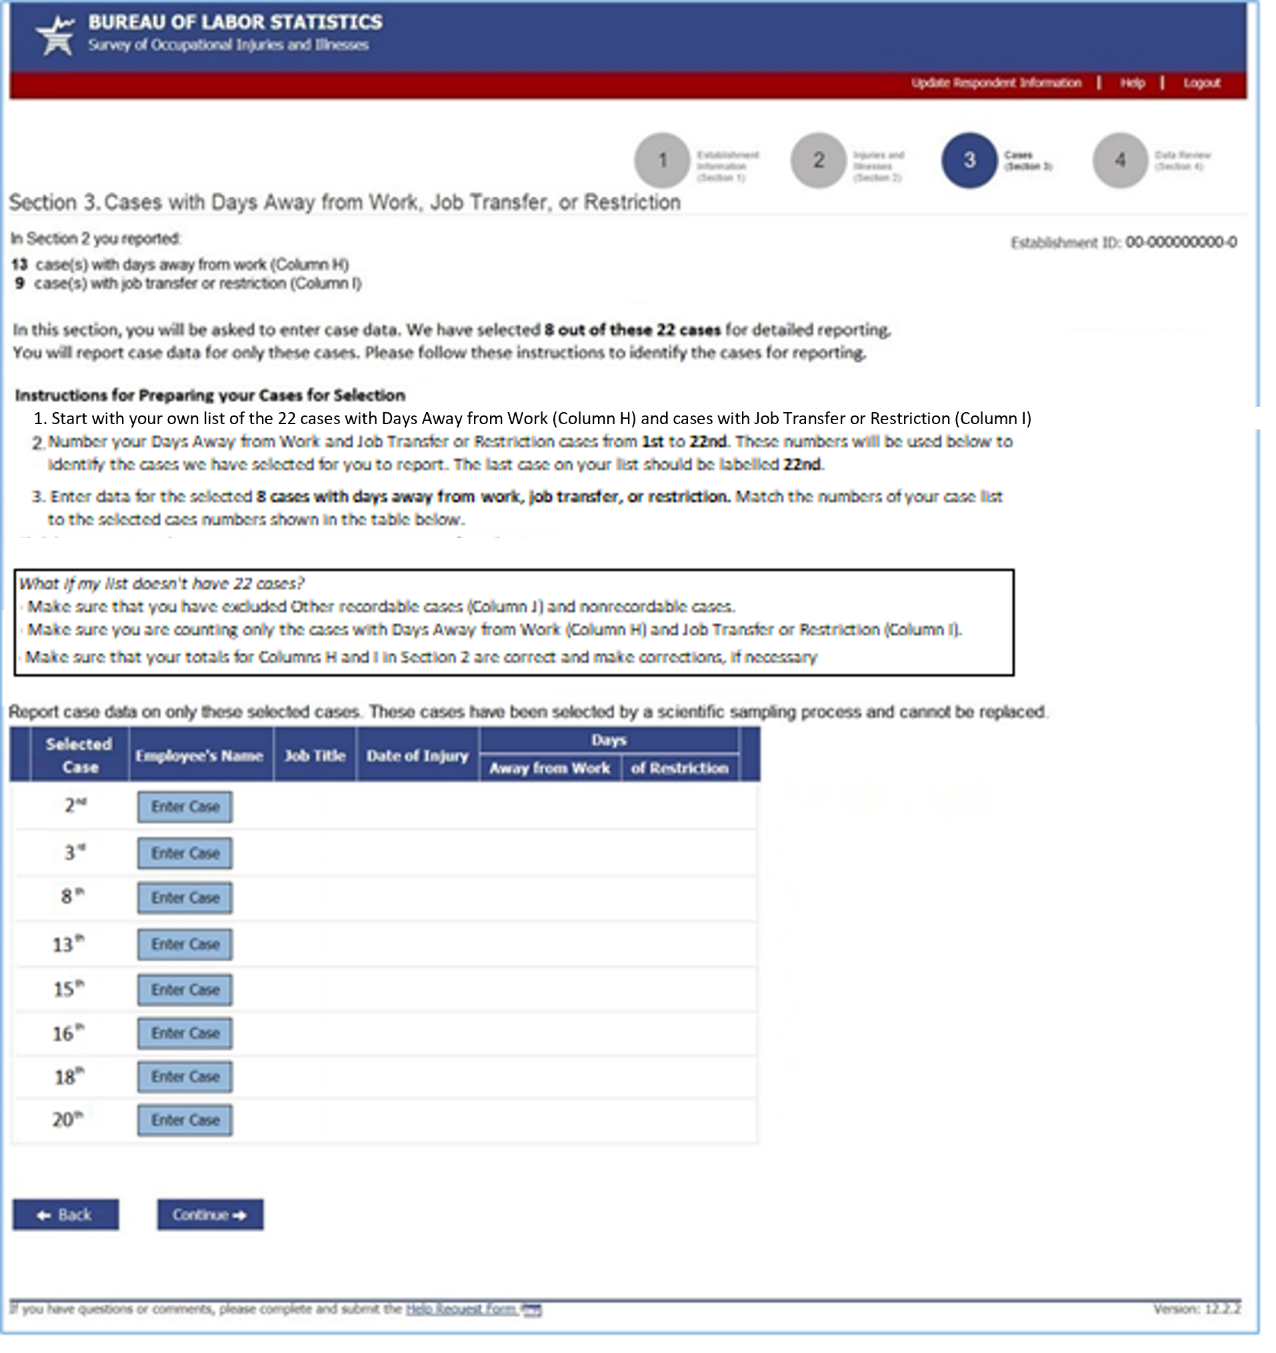 BUREAU OF LABOR STATISTICS
Survey of Occupational Injuries and Illnesses
Update Respondent Information | Help | Logout
1 Establishment Information (Section 1)
2 Injuries and Illnesses (Section 2)
3 Cases (Section 3)
4 Data Review (Section 4)
Section 3. Cases with Days Away from Work, Job Transfer, or Restriction
In Section 2 you reported:
Establishment ID: 00-000000000-0
13 case(s) with days away from work (Column H)
9 case(s) with job transfer or restriction (Column I)
In this section, you will be asked to enter case data. We have selected 8 out of these 22 cases for detailed reporting.
You will report case data for only these cases. Please follow these instructions to identify the cases for reporting.
Instructions for Preparing your Cases for Selection
1. Start with your own list of the 22 cases with Days Away from Work (Column H) and cases with Job Transfer or Restriction (Column I)
2. Number your Days Away from Work and Job Transfer or Restriction cases from 1st to 22nd. These numbers will be used below to
identify the cases we have selected for you to report. The last case on your list should be labelled 22nd.
3. Enter data for the selected 8 cases with days away from work, job transfer, or restriction. Match the numbers of your case list
to the selected caes numbers shown in the table below.
What if my list doesn't have 22 cases?
· Make sure that you have excluded Other recordable cases (Column J) and nonrecordable cases.
· Make sure you are counting only the cases with Days Away from Work (Column H) and Job Transfer or Restriction (Column I).
· Make sure that your totals for Columns H and I in Section 2 are correct and make corrections, if necessary
Report case data on only these selected cases. These cases have been selected by a scientific sampling process and cannot be replaced.
Selected Case
Employee's Name
Job Title
Date of Injury
Days
Away from Work
of Restriction
2nd Enter Case
3rd Enter Case
8th Enter Case
13th Enter Case
15th Enter Case
16th Enter Case
18th Enter Case
20th Enter Case
Back
Continue
If you have questions or comments, please complete and submit the Help Request Form
Version: 12.2.2